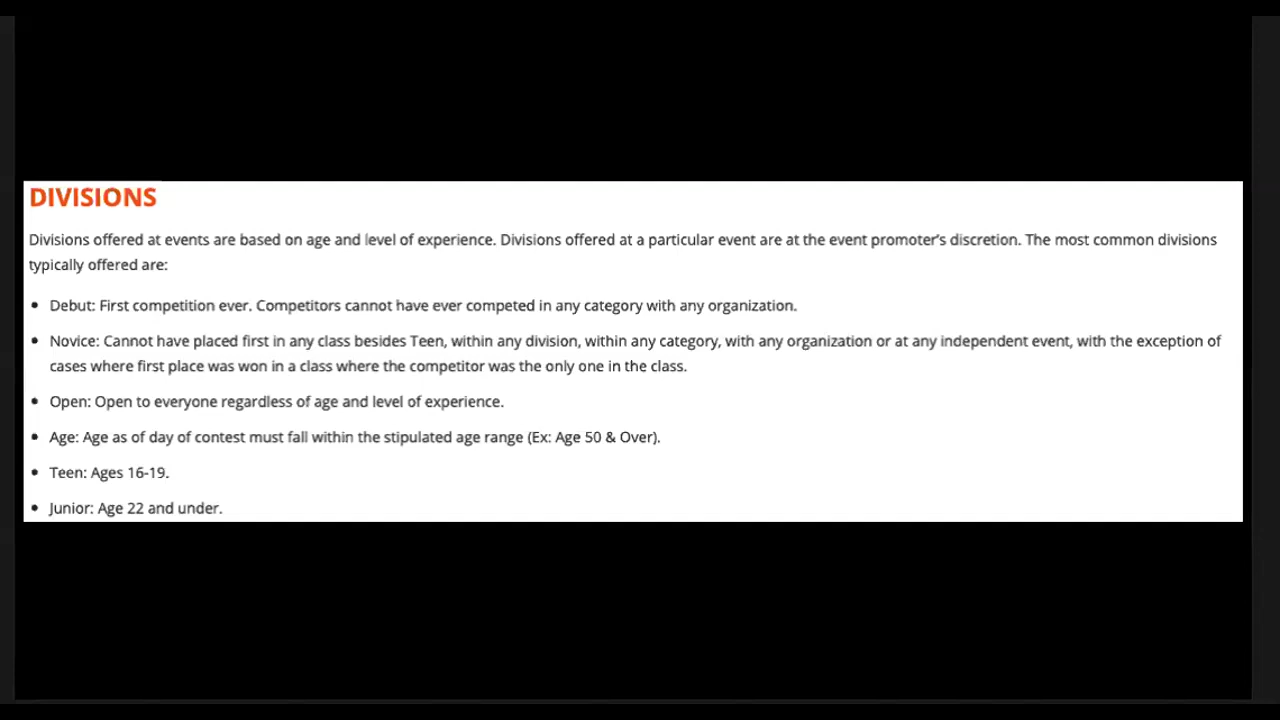 DIVISIONS
Divisions offered at events are based on age and level of experience. Divisions offered at a particular event are at the event promoter's discretion. The most common divisions
typically offered are:
• Debut: First competition ever. Competitors cannot have ever competed in any category with any organization.
• Novice: Cannot have placed first in any class besides Teen, within any division, within any category, with any organization or at any independent event, with the exception of
cases where first place was won in a class where the competitor was the only one in the class.
• Open: Open to everyone regardless of age and level of experience.
• Age: Age as of day of contest must fall within the stipulated age range (Ex: Age 50 & Over).
• Teen: Ages 16-19.
• Junior: Age 22 and under.